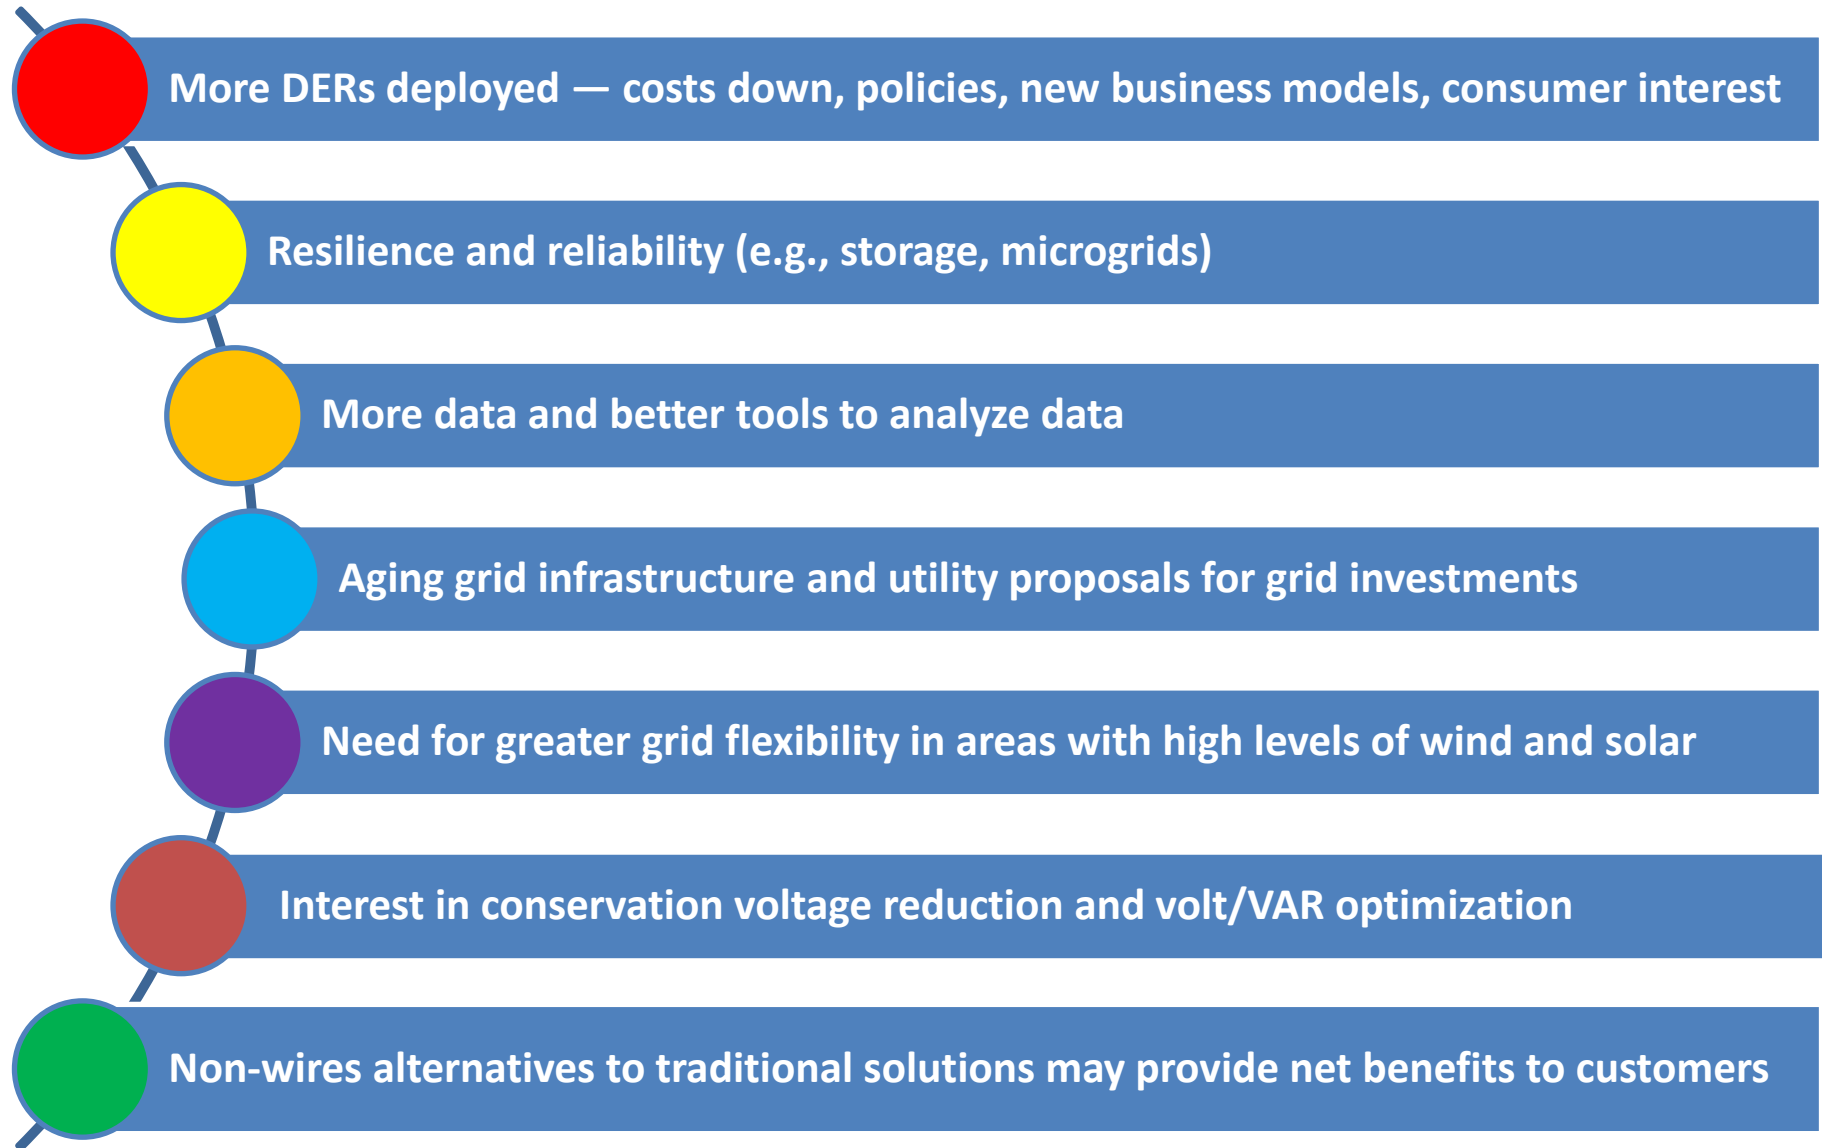 More DERs deployed — costs down, policies, new business models, consumer interest
Resilience and reliability (e.g., storage, microgrids)
More data and better tools to analyze data
Aging grid infrastructure and utility proposals for grid investments
Need for greater grid flexibility in areas with high levels of wind and solar
Interest in conservation voltage reduction and volt/VAR optimization
Non-wires alternatives to traditional solutions may provide net benefits to customers